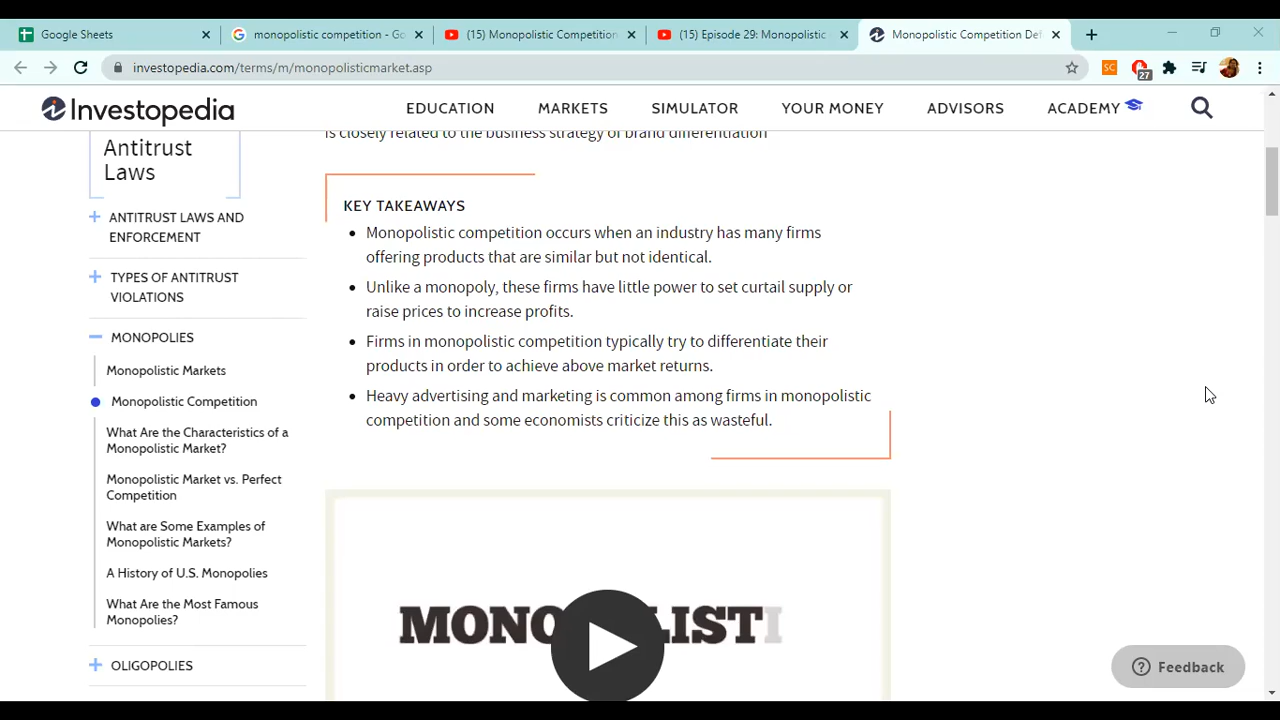 Google Sheets
monopolistic competition - Go
(15) Monopolistic Competition
(15) Episode 29: Monopolistic
Monopolistic Competition Def
investopedia.com/terms/m/monopolisticmarket.asp
SC
27
Investopedia
EDUCATION
MARKETS
SIMULATOR
YOUR MONEY
ADVISORS
ACADEMY
is closely related to the business strategy of brand differentiation
Antitrust
Laws
ANTITRUST LAWS AND
ENFORCEMENT
TYPES OF ANTITRUST
VIOLATIONS
MONOPOLIES
Monopolistic Markets
Monopolistic Competition
What Are the Characteristics of a
Monopolistic Market?
Monopolistic Market vs. Perfect
Competition
What are Some Examples of
Monopolistic Markets?
A History of U.S. Monopolies
What Are the Most Famous
Monopolies?
OLIGOPOLIES
KEY TAKEAWAYS
Monopolistic competition occurs when an industry has many firms
offering products that are similar but not identical.
Unlike a monopoly, these firms have little power to set curtail supply or
raise prices to increase profits.
Firms in monopolistic competition typically try to differentiate their
products in order to achieve above market returns.
Heavy advertising and marketing is common among firms in monopolistic
competition and some economists criticize this as wasteful.
Feedback